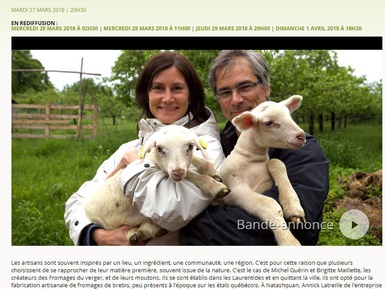 MARDI 27 MARS 2018 | 20H30
EN REDIFFUSION :
MERCREDI 28 MARS 2018 À 02H30 | MERCREDI 28 MARS 2018 À 11H00 | JEUDI 29 MARS 2018 À 20H00 | DIMANCHE 1 AVRIL 2018 À 18H30
Bande-annonce
Les artisans sont souvent inspirés par un lieu, un ingrédient, une communauté, une région. C'est pour cette raison que plusieurs
choisissent de se rapprocher de leur matière première, souvent issue de la nature. C'est le cas de Michel Guérin et Brigitte Maillette, les
créateurs des Fromages du verger, et de leurs moutons. Ils se sont établis dans les Laurentides et en quittant la ville, ils ont opté pour la
fabrication artisanale de fromages de brebis, peu présents à l'époque sur les étals québécois. À Natashquan, Annick Latreille de l'entreprise